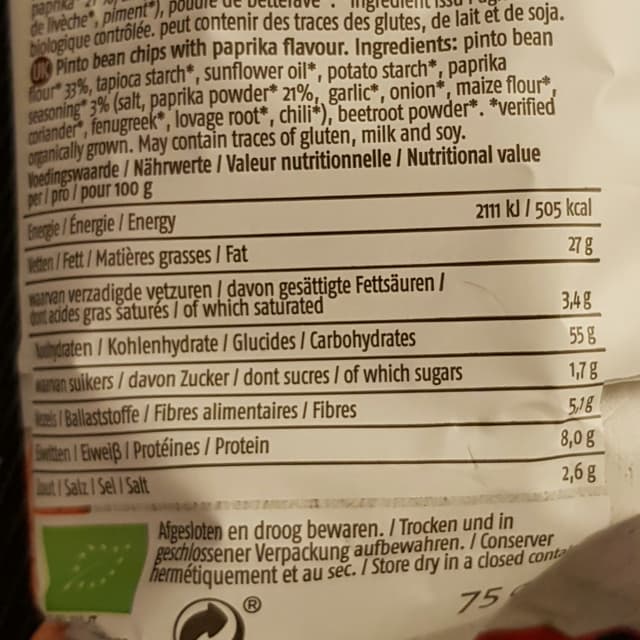 de livèche*, piment*),
biologique contrôlée. peut contenir des traces des glutes, de lait et de soja.
UK Pinto bean chips with paprika flavour. Ingredients: pinto bean
flour* 33%, tapioca starch*, sunflower oil*, potato starch*, paprika
seasoning* 3% (salt, paprika powder* 21%, garlic*, onion*, maize flour*,
coriander*, fenugreek*, lovage root*, chili*), beetroot powder*. *verified
organically grown. May contain traces of gluten, milk and soy.
Voedingswaarde / Nährwerte / Valeur nutritionnelle / Nutritional value
per / pro / pour 100 g
Energie / Énergie / Energy 2111 kJ / 505 kcal
Vetten / Fett / Matières grasses / Fat 27 g
waarvan verzadigde vetzuren / davon gesättigte Fettsäuren /
dont acides gras saturés / of which saturated 3,4 g
Kohlenhydrate / Glucides / Carbohydrates 55 g
waarvan suikers / davon Zucker / dont sucres / of which sugars 1,7 g
Ballaststoffe / Fibres alimentaires / Fibres 5,1 g
Eiwitten / Eiweiß / Protéines / Protein 8,0 g
Zout / Salz / Sel / Salt 2,6 g
Afgesloten en droog bewaren. / Trocken und in
geschlossener Verpackung aufbewahren. / Conserver
hermétiquement et au sec. / Store dry in a closed
®
75